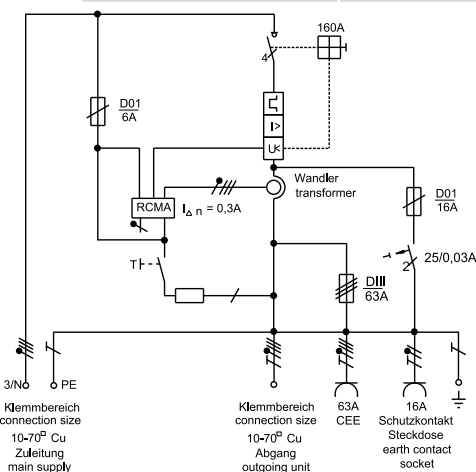 160A
4
D01
6A
I>
U<
Wandler
transformer
D01
16A
RCMA
I∆ n = 0,3A
2
25/0,03A
T
DIII
63A
3/N
PE
Klemmbereich
connection size
10-70□ Cu
Zuleitung
main supply
Klemmbereich
connection size
10-70□ Cu
Abgang
outgoing unit
63A
CEE
16A
Schutzkontakt
Steckdose
earth contact
socket